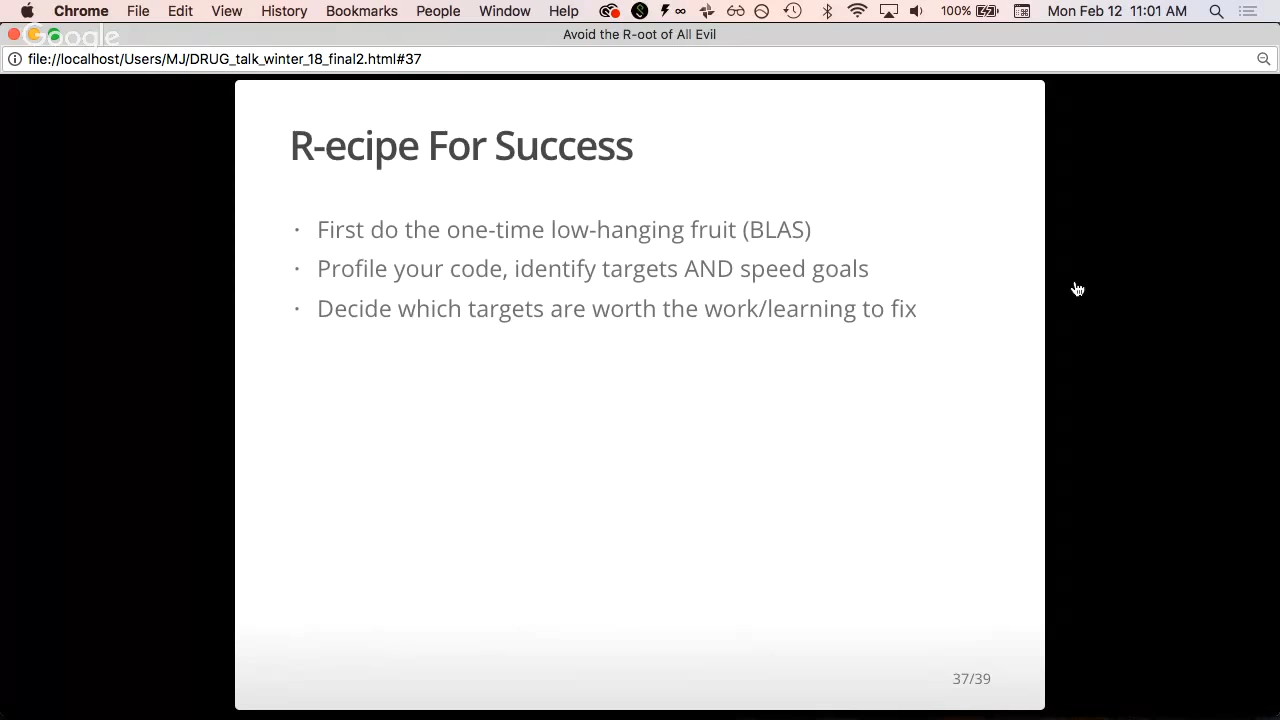 Chrome File Edit View History Bookmarks People Window Help 100% Mon Feb 12 11:01 AM
Google
Avoid the R-oot of All Evil
file://localhost/Users/MJ/DRUG_talk_winter_18_final2.html#37
R-ecipe For Success
· First do the one-time low-hanging fruit (BLAS)
· Profile your code, identify targets AND speed goals
· Decide which targets are worth the work/learning to fix
37/39